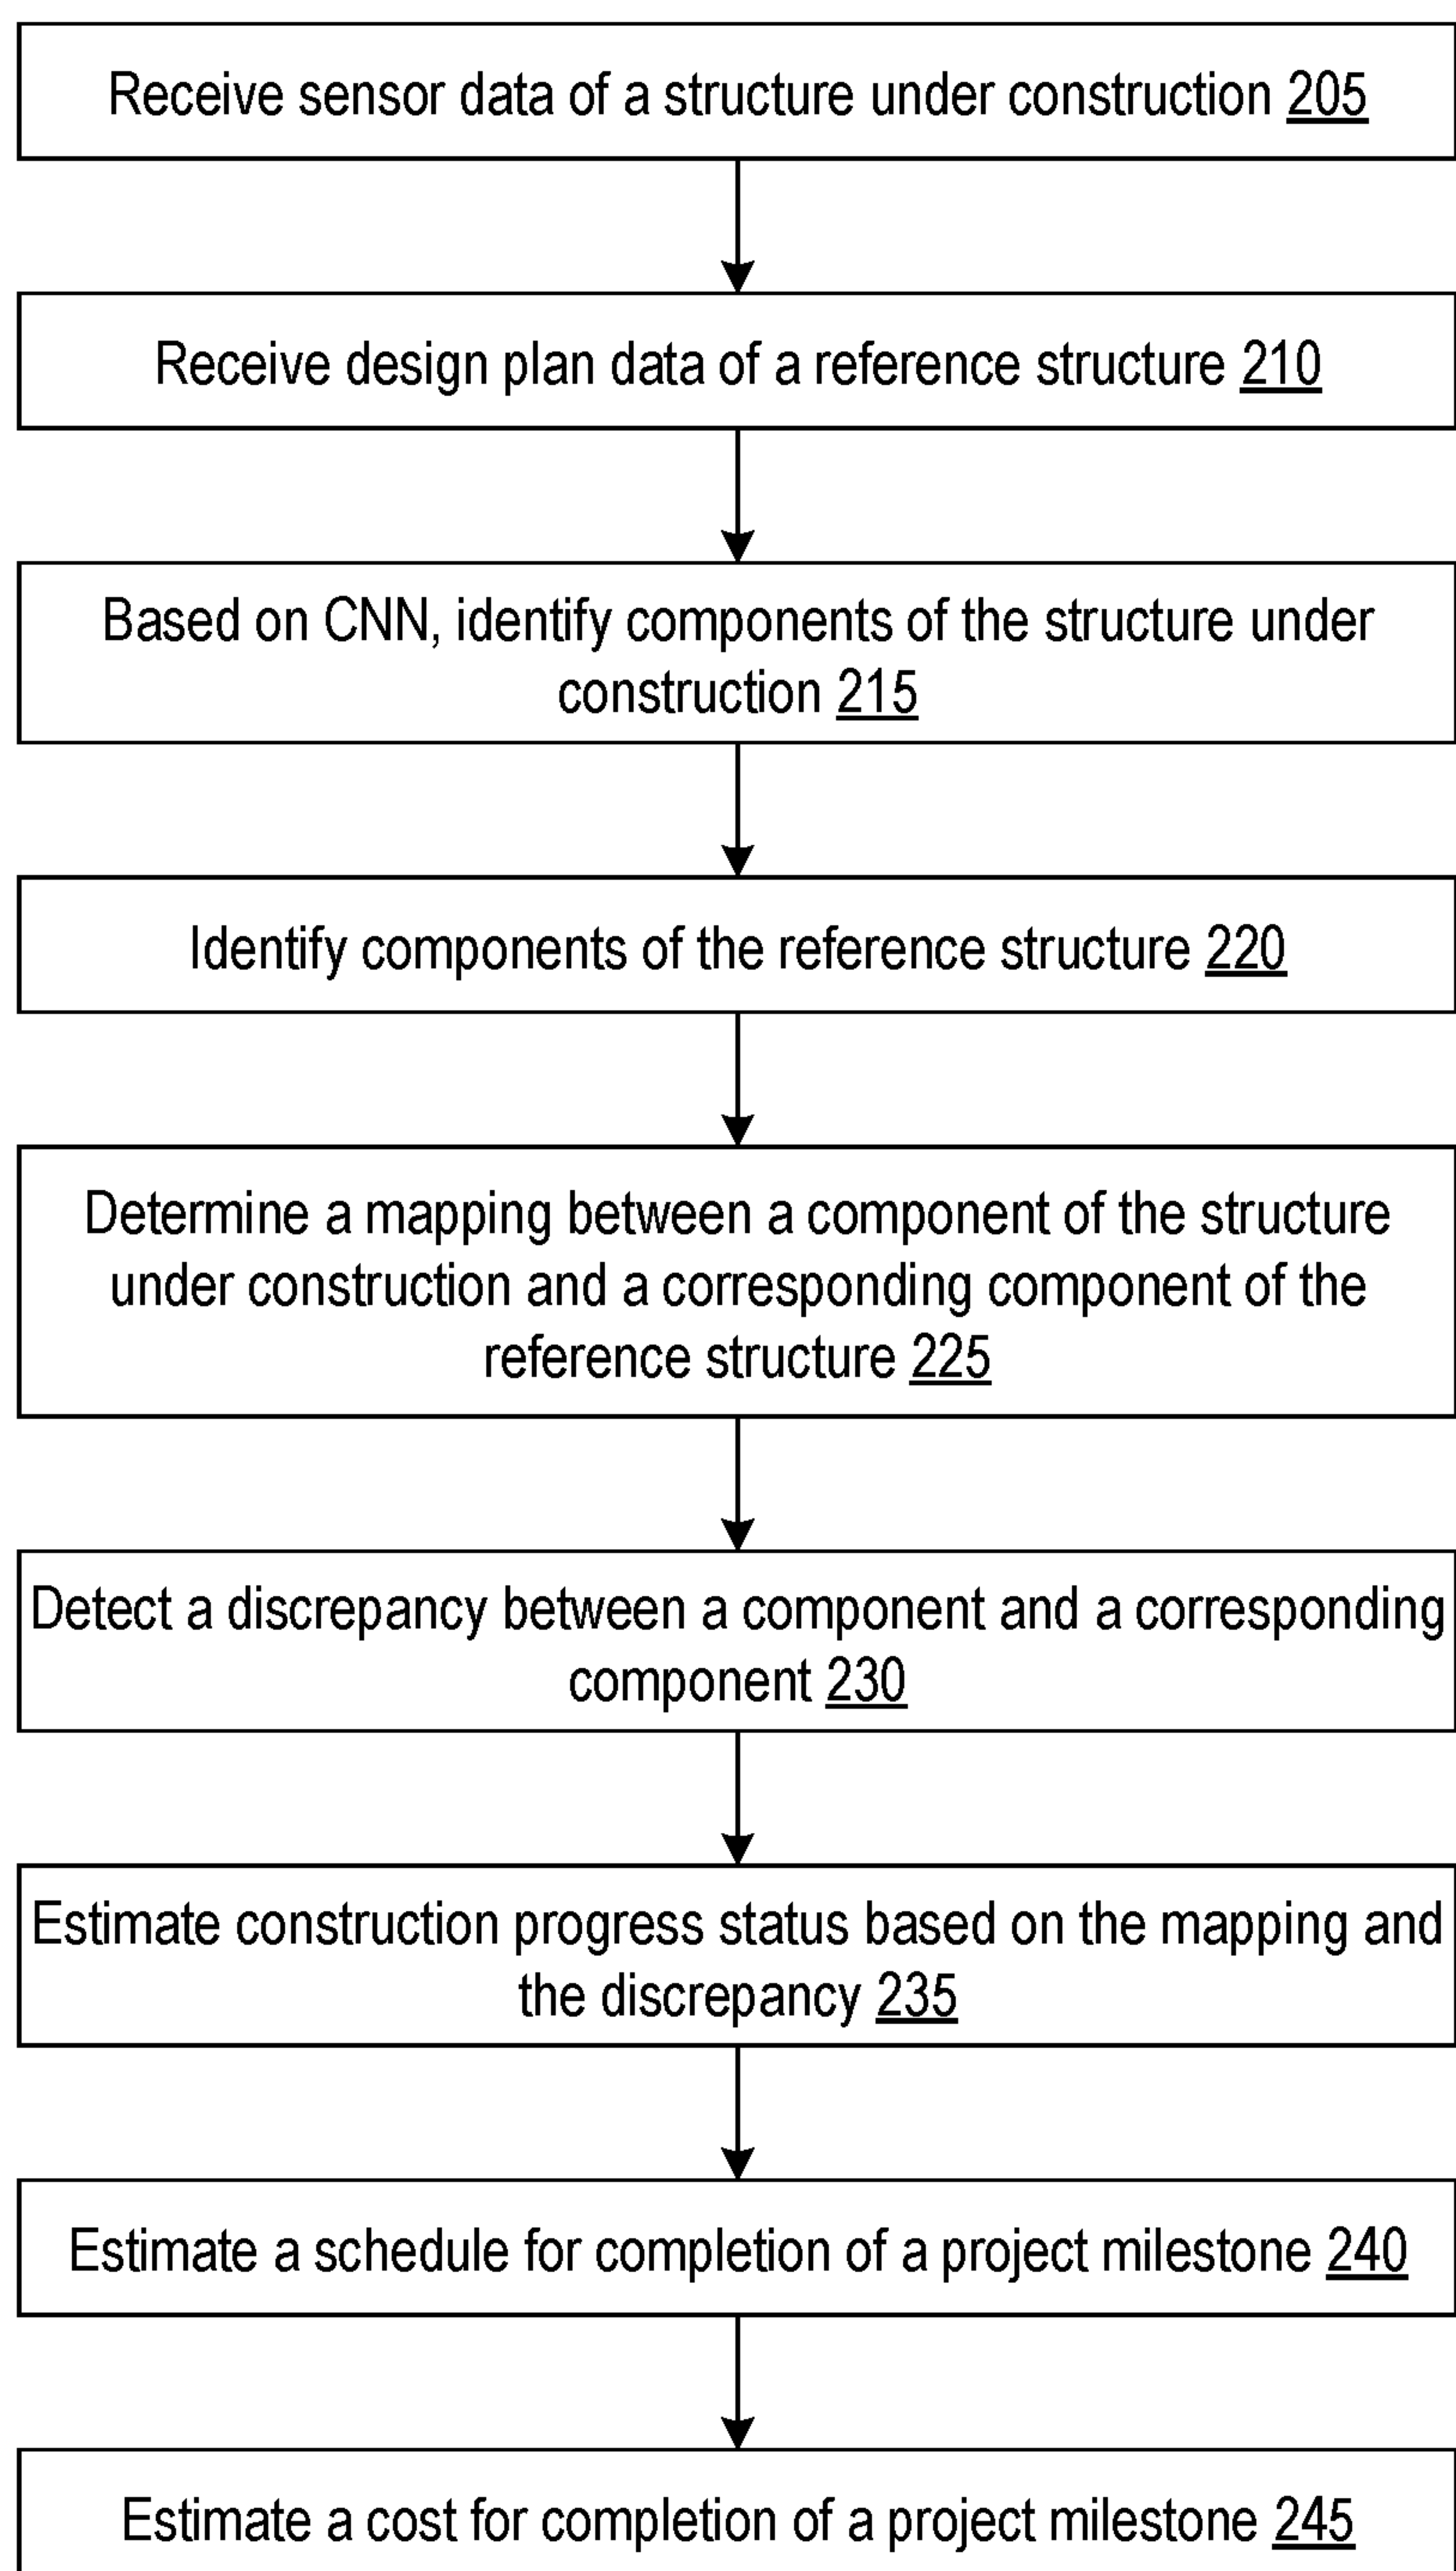 Receive sensor data of a structure under construction 205
Receive design plan data of a reference structure 210
Based on CNN, identify components of the structure under
construction 215
Identify components of the reference structure 220
Determine a mapping between a component of the structure
under construction and a corresponding component of the
reference structure 225
Detect a discrepancy between a component and a corresponding
component 230
Estimate construction progress status based on the mapping and
the discrepancy 235
Estimate a schedule for completion of a project milestone 240
Estimate a cost for completion of a project milestone 245